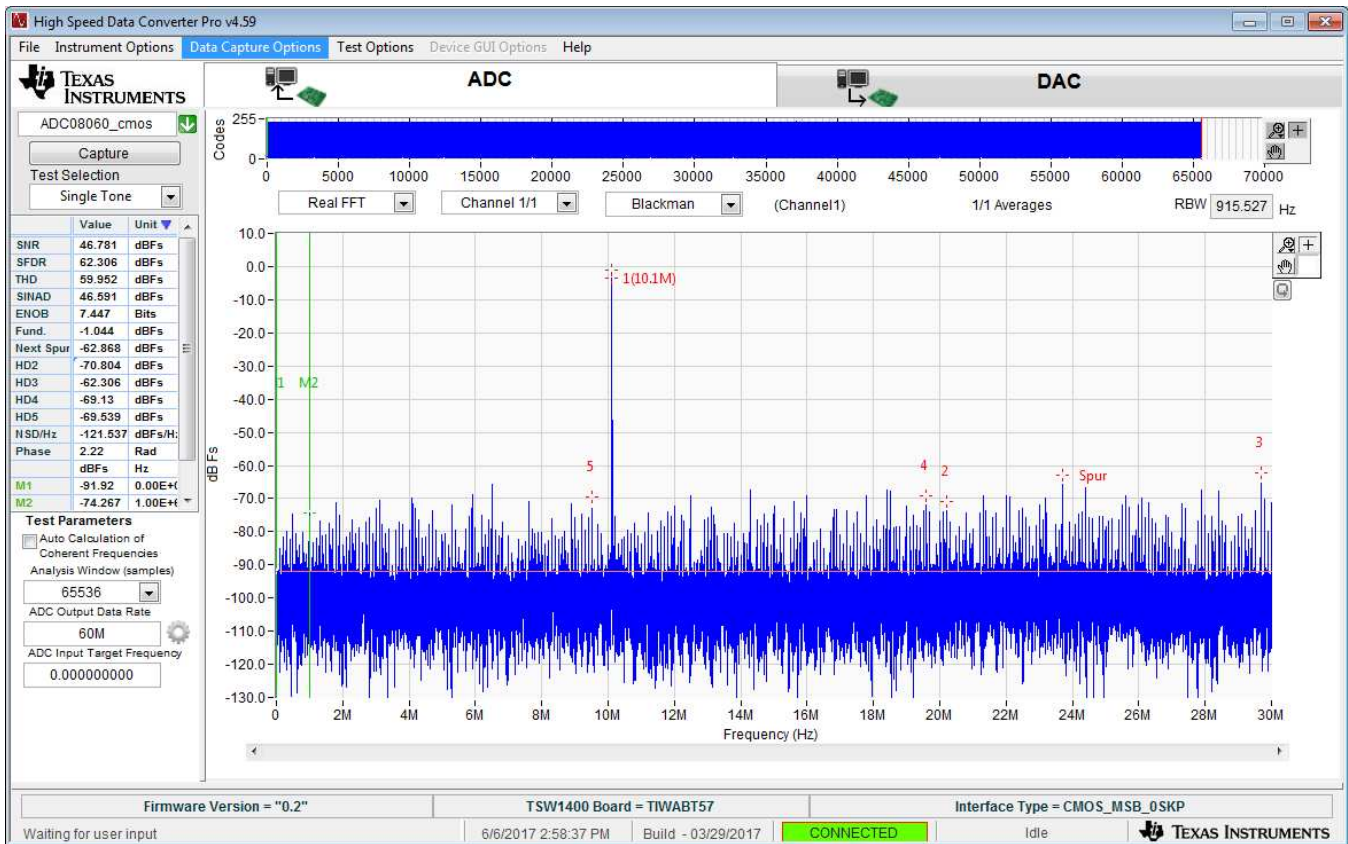 High Speed Data Converter Pro v4.59
File Instrument Options Data Capture Options Test Options Device GUI Options Help
TEXAS INSTRUMENTS
ADC
DAC
ADC08060_cmos
Capture
Test Selection
Single Tone
Value Unit
SNR 46.781 dBFs
SFDR 62.306 dBFs
THD 59.952 dBFs
SINAD 46.591 dBFs
ENOB 7.447 Bits
Fund. -1.044 dBFs
Next Spur -62.868 dBFs
HD2 -70.804 dBFs
HD3 -62.306 dBFs
HD4 -69.13 dBFs
HD5 -69.539 dBFs
NSD/Hz -121.537 dBFs/H
Phase 2.22 Rad
dBFs Hz
M1 -91.92 0.00E+0
M2 -74.267 1.00E+6
Test Parameters
Auto Calculation of
Coherent Frequencies
Analysis Window (samples)
65536
ADC Output Data Rate
60M
ADC Input Target Frequency
0.000000000
Codes
255
0
0 5000 10000 15000 20000 25000 30000 35000 40000 45000 50000 55000 60000 65000 70000
Real FFT Channel 1/1 Blackman (Channel1) 1/1 Averages RBW 915.527 Hz
dB Fs
10.0
0.0
-10.0
-20.0
-30.0
-40.0
-50.0
-60.0
-70.0
-80.0
-90.0
-100.0
-110.0
-120.0
-130.0
1(10.1M)
1 M2
5
4
2
Spur
3
0 2M 4M 6M 8M 10M 12M 14M 16M 18M 20M 22M 24M 26M 28M 30M
Frequency (Hz)
Firmware Version = "0.2" TSW1400 Board = TIWABT57 Interface Type = CMOS_MSB_0SKP
Waiting for user input 6/6/2017 2:58:37 PM Build - 03/29/2017 CONNECTED Idle TEXAS INSTRUMENTS